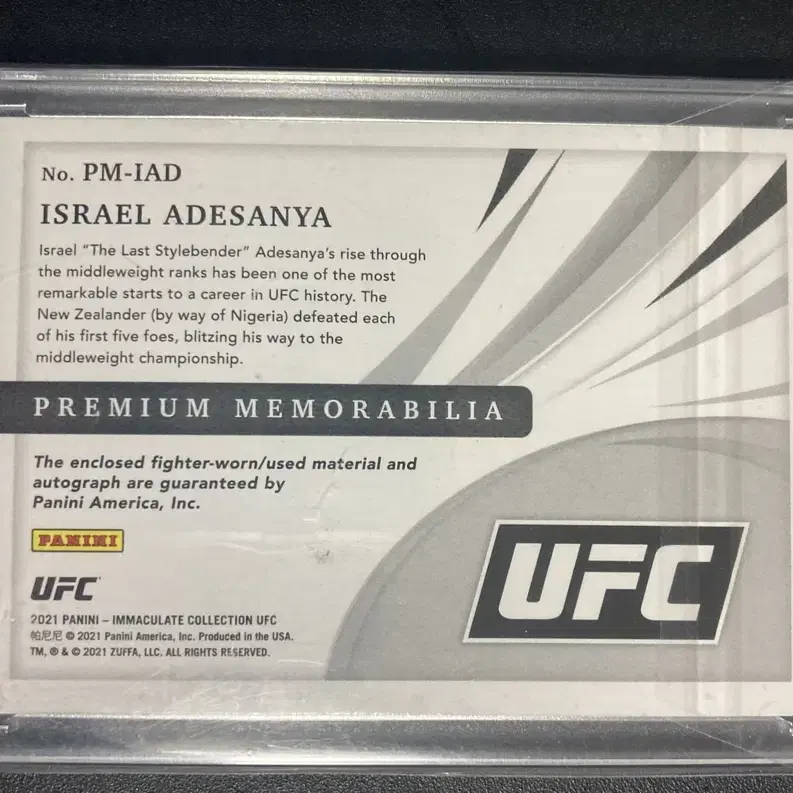 No. PM-IAD
ISRAEL ADESANYA
Israel “The Last Stylebender” Adesanya’s rise through
the middleweight ranks has been one of the most
remarkable starts to a career in UFC history. The
New Zealander (by way of Nigeria) defeated each
of his first five foes, blitzing his way to the
middleweight championship.
PREMIUM MEMORABILIA
The enclosed fighter-worn/used material and
autograph are guaranteed by
Panini America, Inc.
PANINI
UFC
UFC
2021 PANINI – IMMACULATE COLLECTION UFC
帕尼尼 © 2021 Panini America, Inc. Produced in the USA.
TM, ® & © 2021 ZUFFA, LLC. ALL RIGHTS RESERVED.